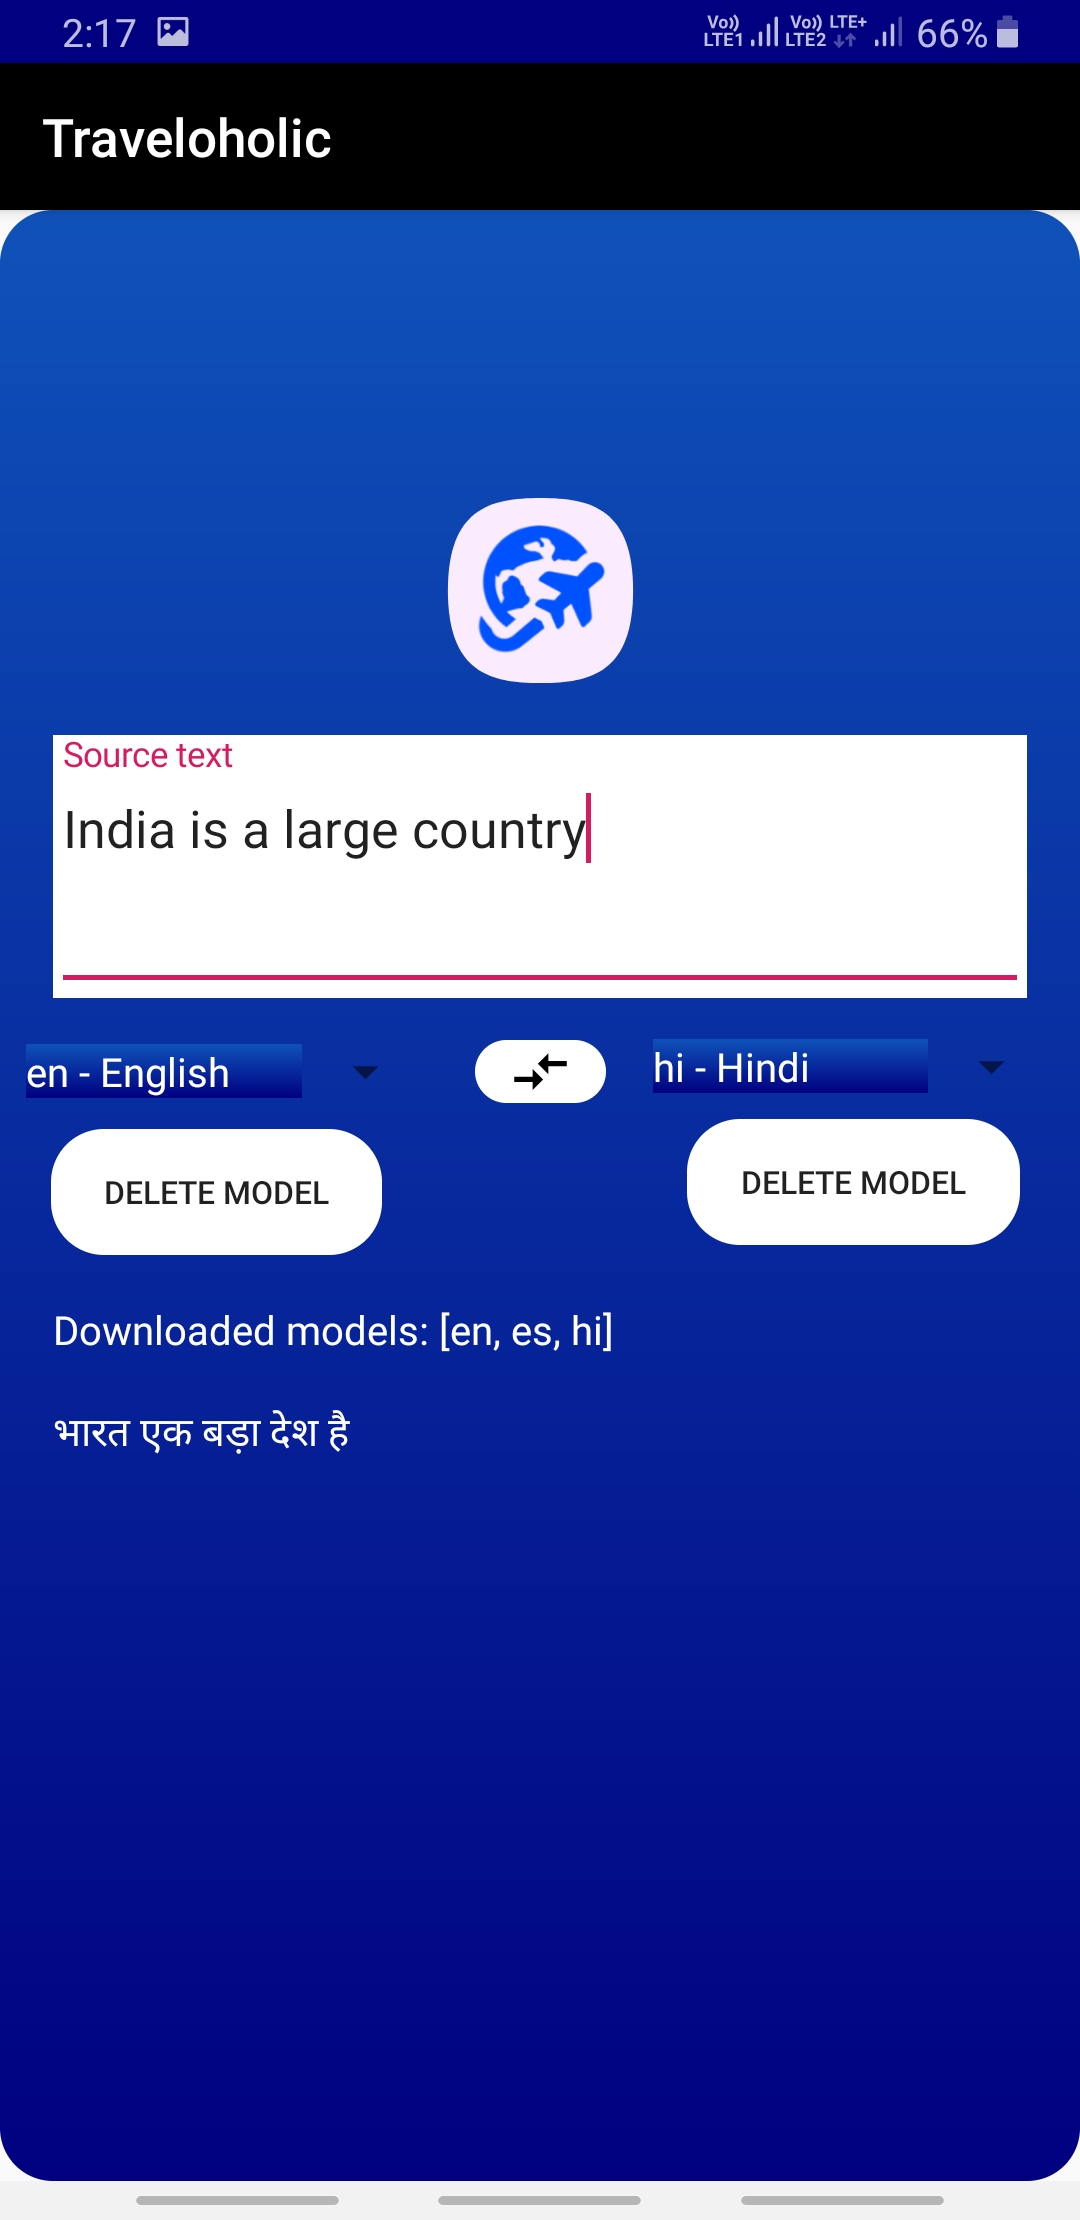 2:17 Vo)) LTE1 Vo)) LTE2 LTE+ 66%
Traveloholic
Source text
India is a large country
en - English hi - Hindi
DELETE MODEL DELETE MODEL
Downloaded models: [en, es, hi]
भारत एक बड़ा देश है